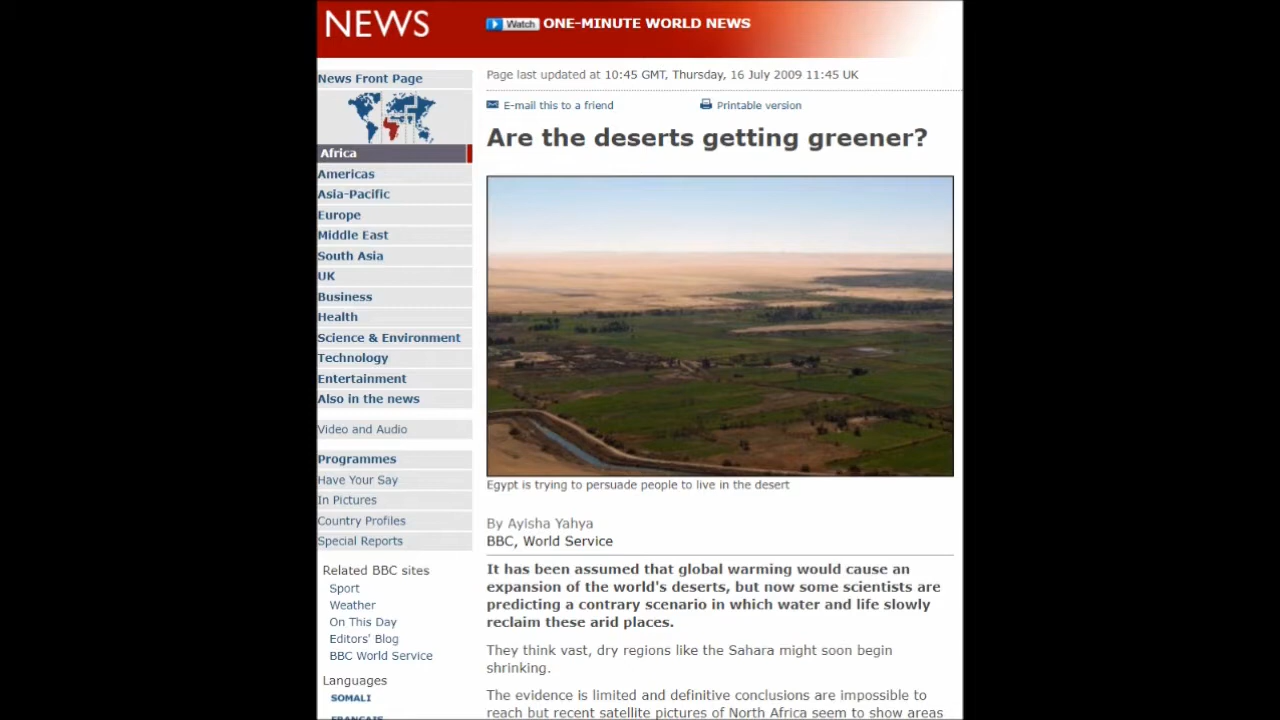 NEWS
Watch ONE-MINUTE WORLD NEWS
News Front Page
Africa
Americas
Asia-Pacific
Europe
Middle East
South Asia
UK
Business
Health
Science & Environment
Technology
Entertainment
Also in the news
Video and Audio
Programmes
Have Your Say
In Pictures
Country Profiles
Special Reports
Related BBC sites
Sport
Weather
On This Day
Editors' Blog
BBC World Service
Languages
SOMALI
FRANÇAIS
Page last updated at 10:45 GMT, Thursday, 16 July 2009 11:45 UK
E-mail this to a friend
Printable version
Are the deserts getting greener?
Egypt is trying to persuade people to live in the desert
By Ayisha Yahya
BBC, World Service
It has been assumed that global warming would cause an
expansion of the world's deserts, but now some scientists are
predicting a contrary scenario in which water and life slowly
reclaim these arid places.
They think vast, dry regions like the Sahara might soon begin
shrinking.
The evidence is limited and definitive conclusions are impossible to
reach but recent satellite pictures of North Africa seem to show areas